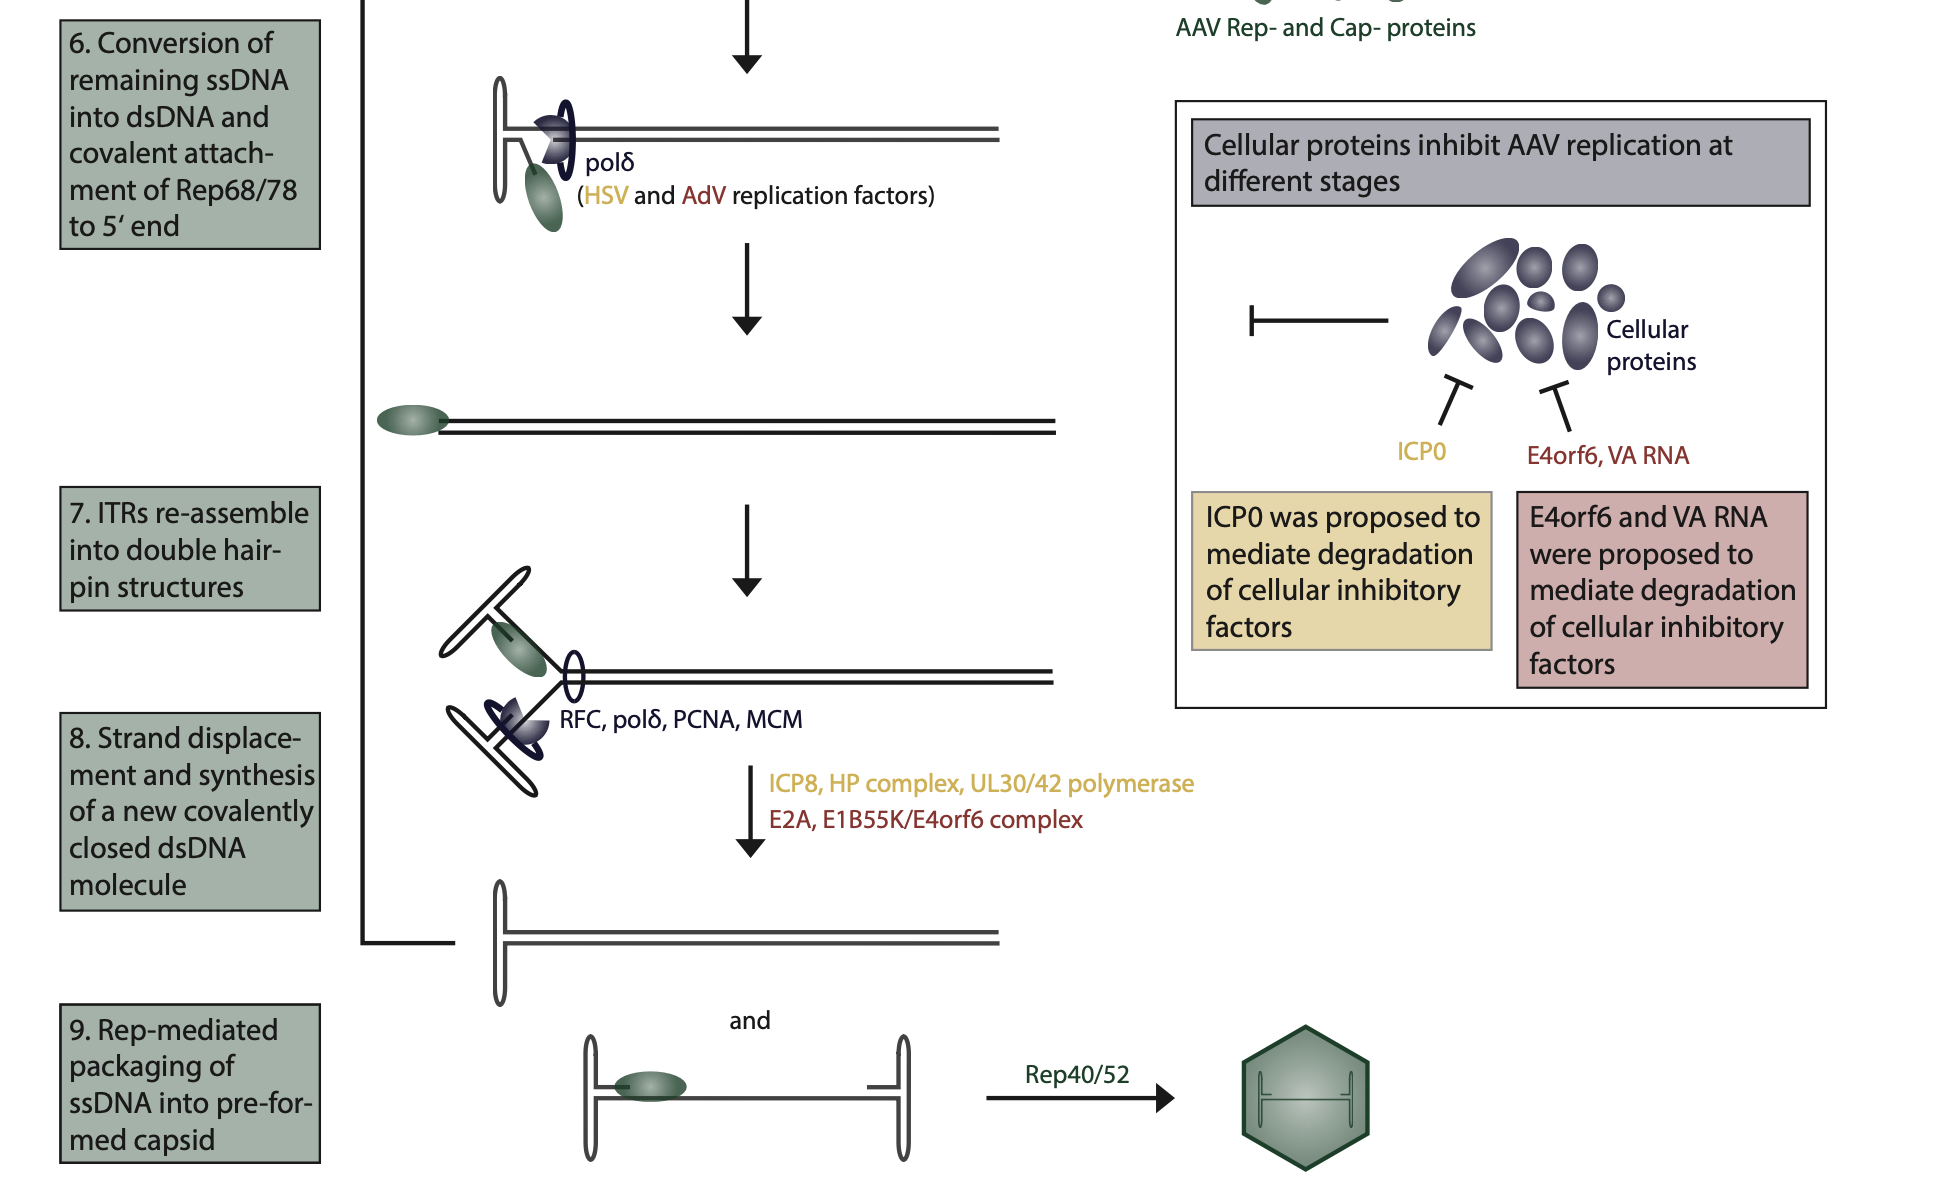 6. Conversion of
remaining ssDNA
into dsDNA and
covalent attach-
ment of Rep68/78
to 5‘ end
polδ
(HSV and AdV replication factors)
7. ITRs re-assemble
into double hair-
pin structures
RFC, polδ, PCNA, MCM
8. Strand displace-
ment and synthesis
of a new covalently
closed dsDNA
molecule
ICP8, HP complex, UL30/42 polymerase
E2A, E1B55K/E4orf6 complex
and
9. Rep-mediated
packaging of
ssDNA into pre-for-
med capsid
Rep40/52
AAV Rep- and Cap- proteins
Cellular proteins inhibit AAV replication at
different stages
Cellular
proteins
ICP0
E4orf6, VA RNA
ICP0 was proposed to
mediate degradation
of cellular inhibitory
factors
E4orf6 and VA RNA
were proposed to
mediate degradation
of cellular inhibitory
factors